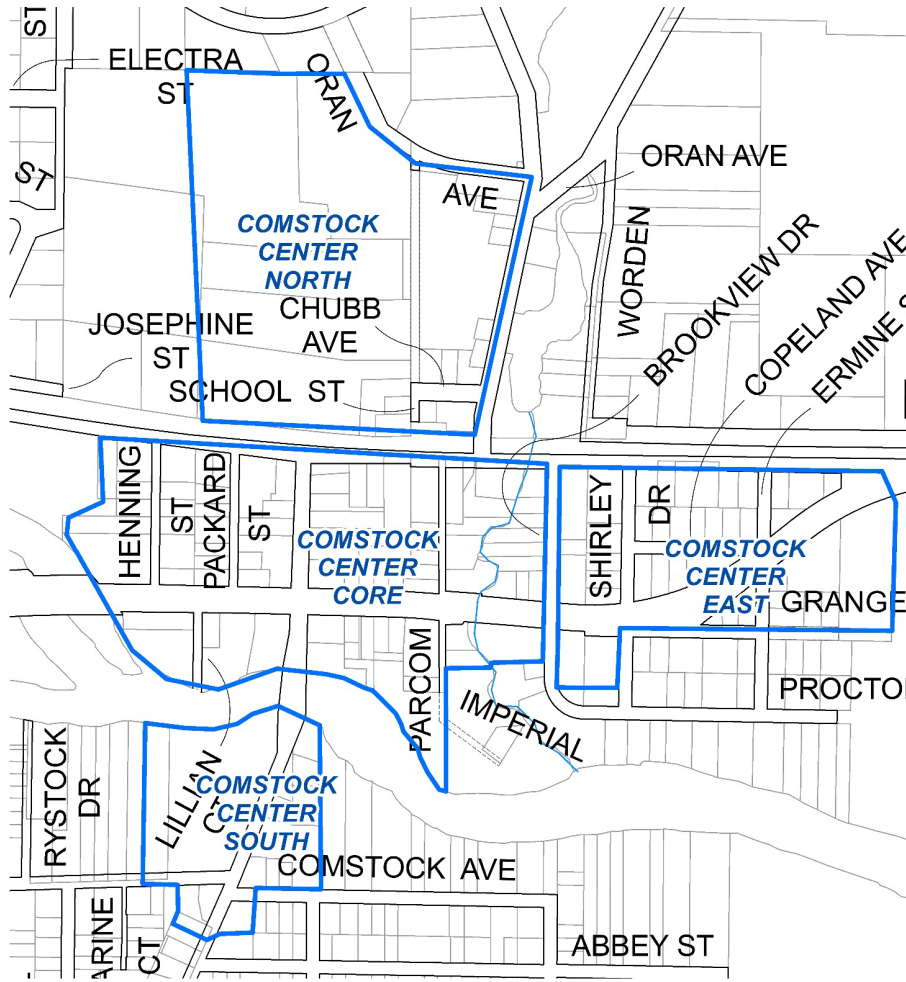 ST
ELECTRA
ST
ORAN
ST
AVE
ORAN AVE
COMSTOCK
CENTER
NORTH
WORDEN
BROOKVIEW DR
COPELAND AVE
ERMINE S
CHUBB
AVE
JOSEPHINE
ST
SCHOOL ST
HENNING
ST
PACKARD
ST
COMSTOCK
CENTER
CORE
SHIRLEY
DR
COMSTOCK
CENTER
EAST
GRANGE
PARCOM
PROCTO
IMPERIAL
RYSTOCK
DR
LILLIAN
CT
COMSTOCK
CENTER
SOUTH
COMSTOCK AVE
ARINE
CT
ABBEY ST